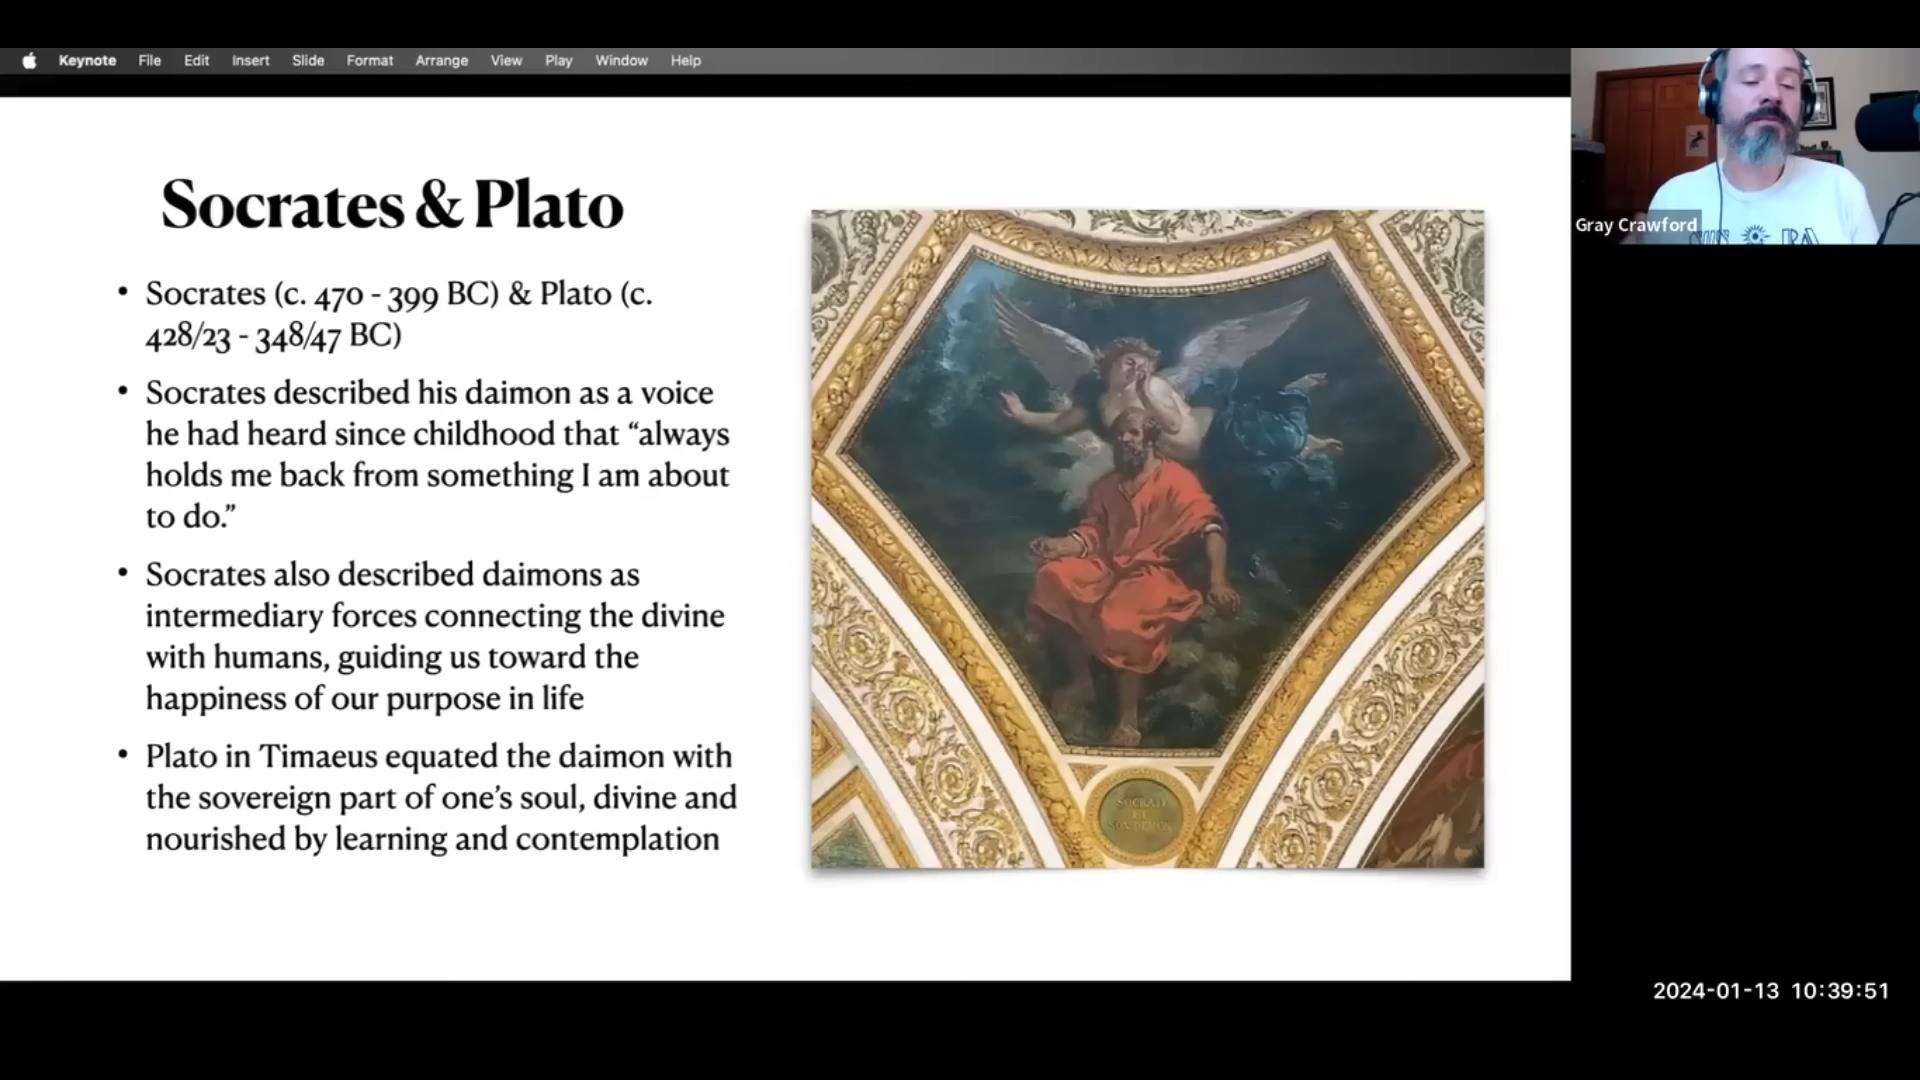 Keynote File Edit Insert Slide Format Arrange View Play Window Help
Gray Crawford
Socrates & Plato
• Socrates (c. 470 - 399 BC) & Plato (c.
428/23 - 348/47 BC)
• Socrates described his daimon as a voice
he had heard since childhood that “always
holds me back from something I am about
to do.”
• Socrates also described daimons as
intermediary forces connecting the divine
with humans, guiding us toward the
happiness of our purpose in life
• Plato in Timaeus equated the daimon with
the sovereign part of one’s soul, divine and
nourished by learning and contemplation
SOCRATE
ET
SON DEMON
2024-01-13 10:39:51